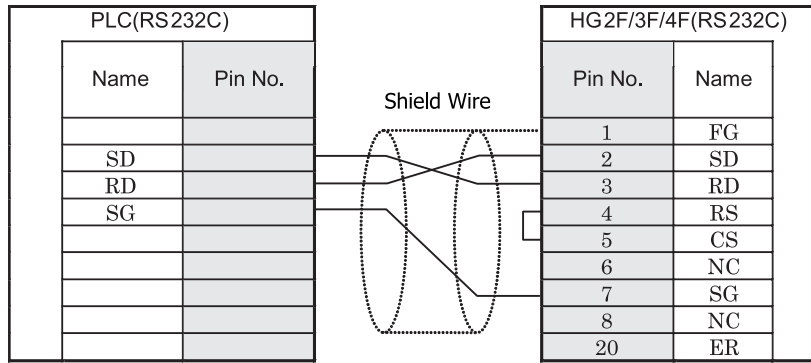 PLC(RS232C) HG2F/3F/4F(RS232C)
Name Pin No. Pin No. Name
Shield Wire
1 FG
SD 2 SD
RD 3 RD
SG 4 RS
5 CS
6 NC
7 SG
8 NC
20 ER